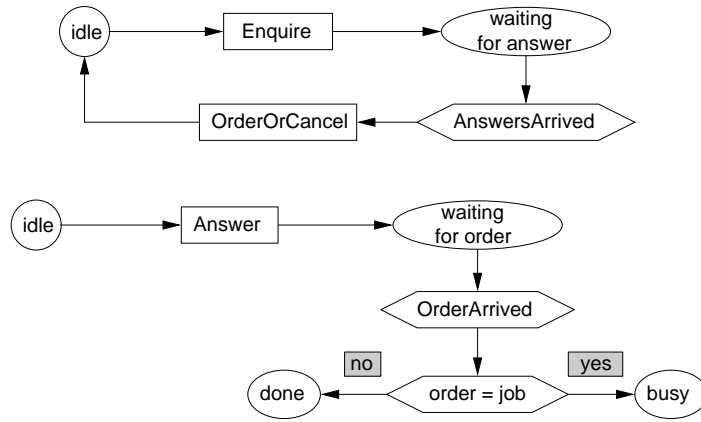 idle
Enquire
waiting
for answer
OrderOrCancel
AnswersArrived
idle
Answer
waiting
for order
OrderArrived
no
yes
done
order = job
busy